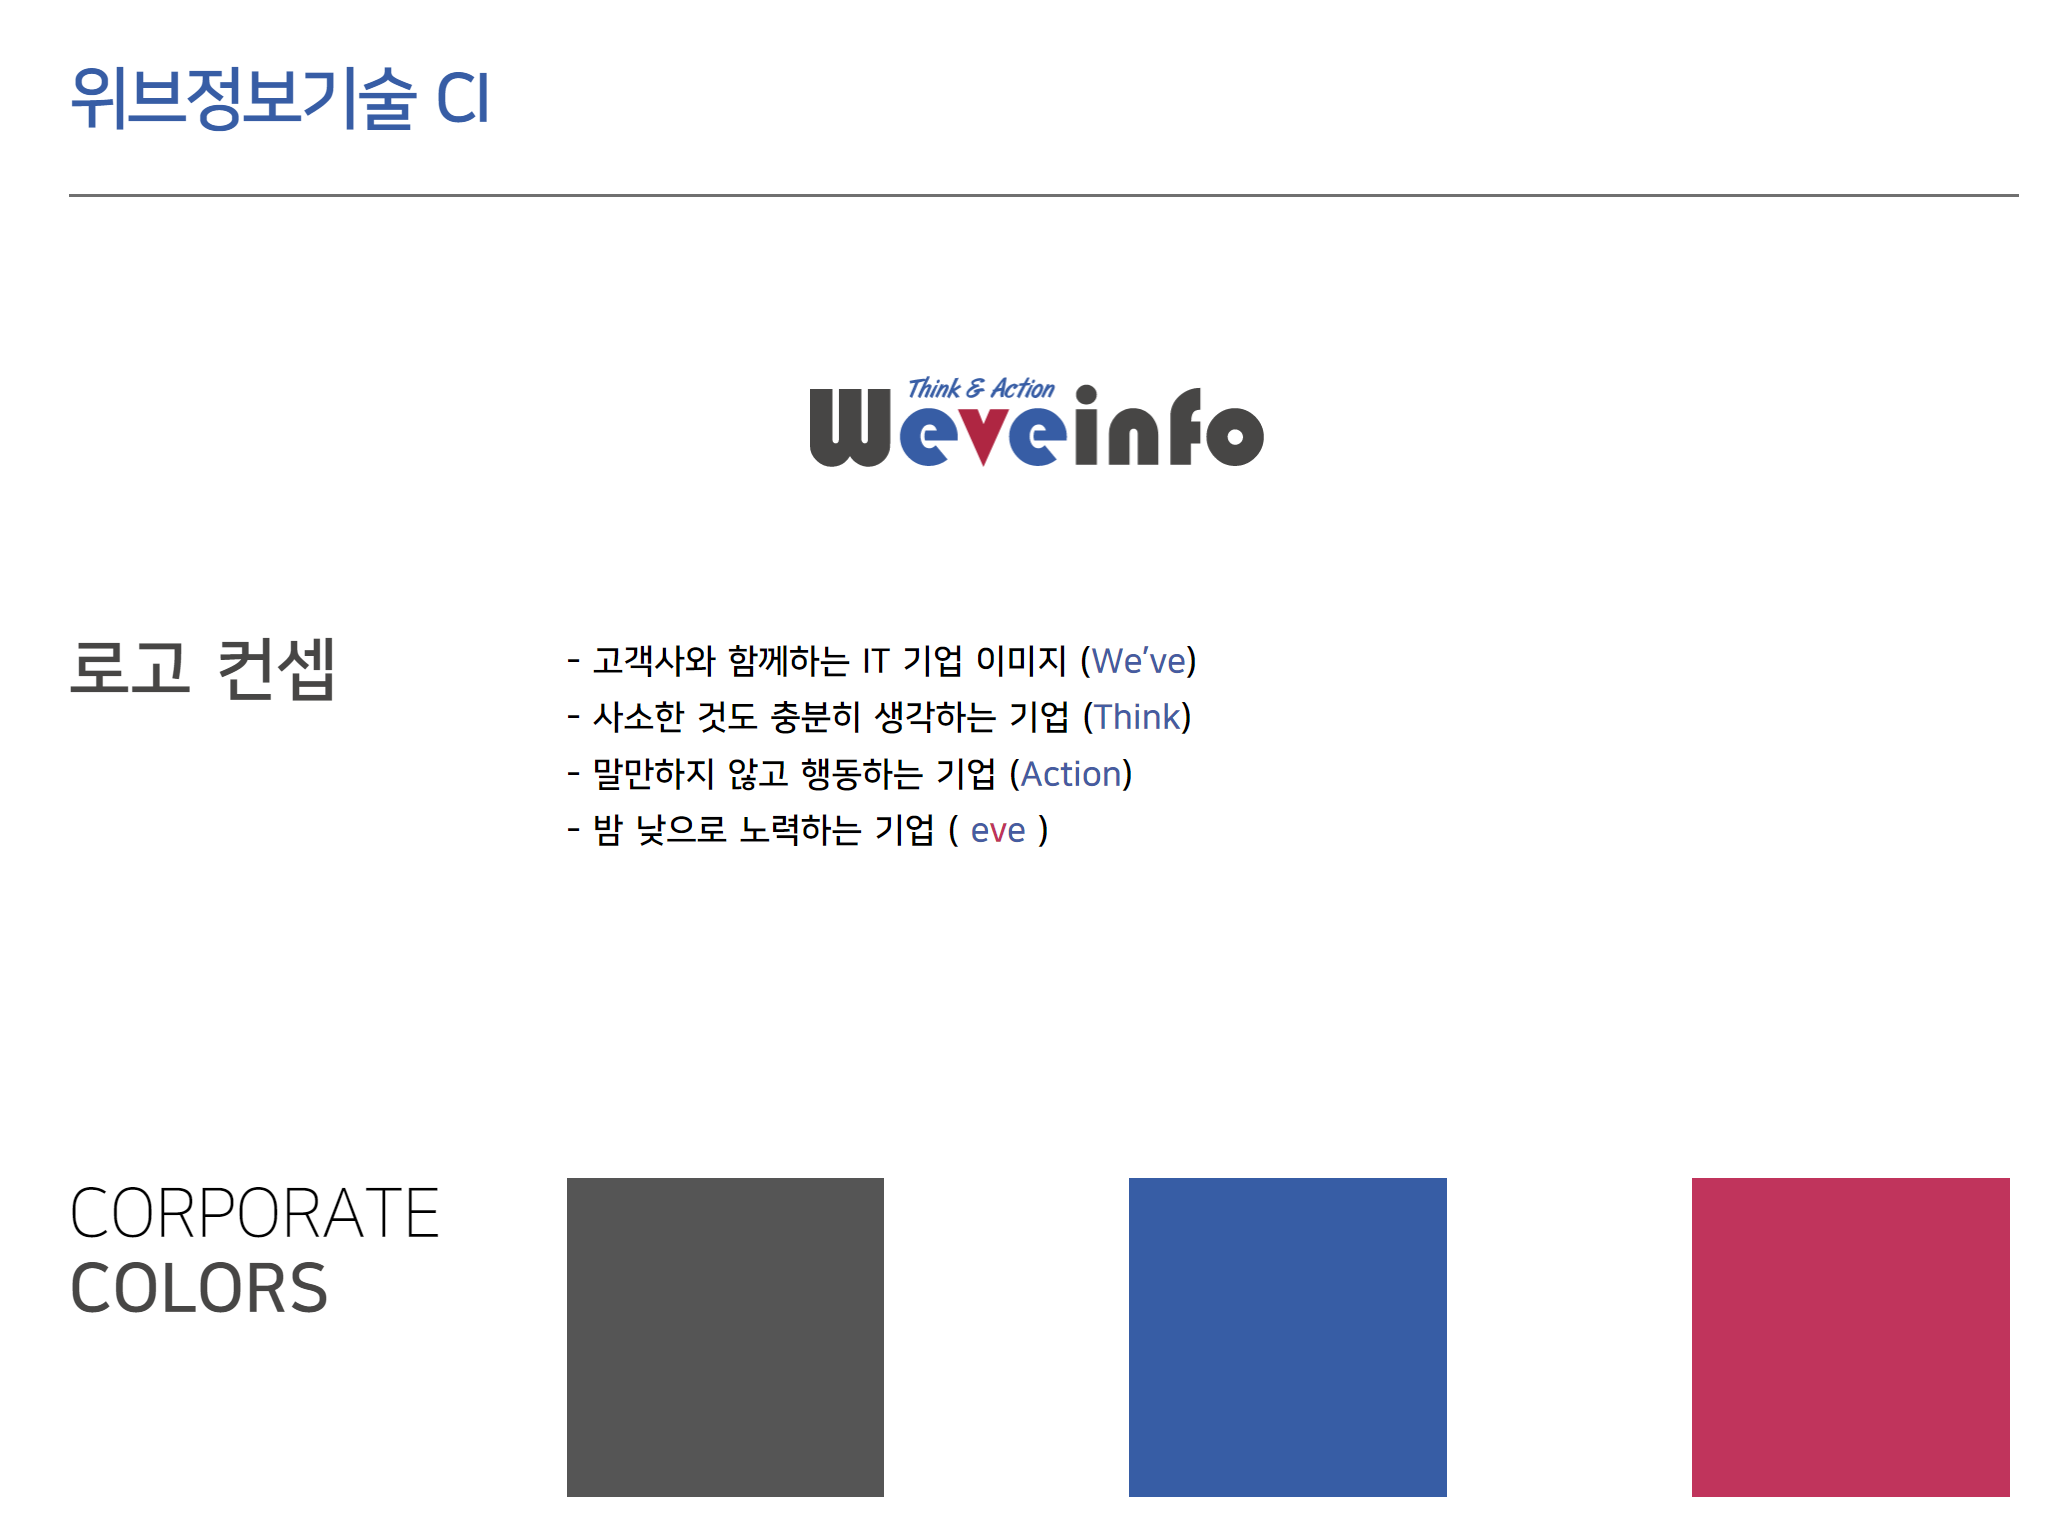 위브정보기술 CI
Think & Action
Weveinfo
로고 컨셉
- 고객사와 함께하는 IT 기업 이미지 (We’ve)
- 사소한 것도 충분히 생각하는 기업 (Think)
- 말만하지 않고 행동하는 기업 (Action)
- 밤 낮으로 노력하는 기업 ( eve )
CORPORATE
COLORS